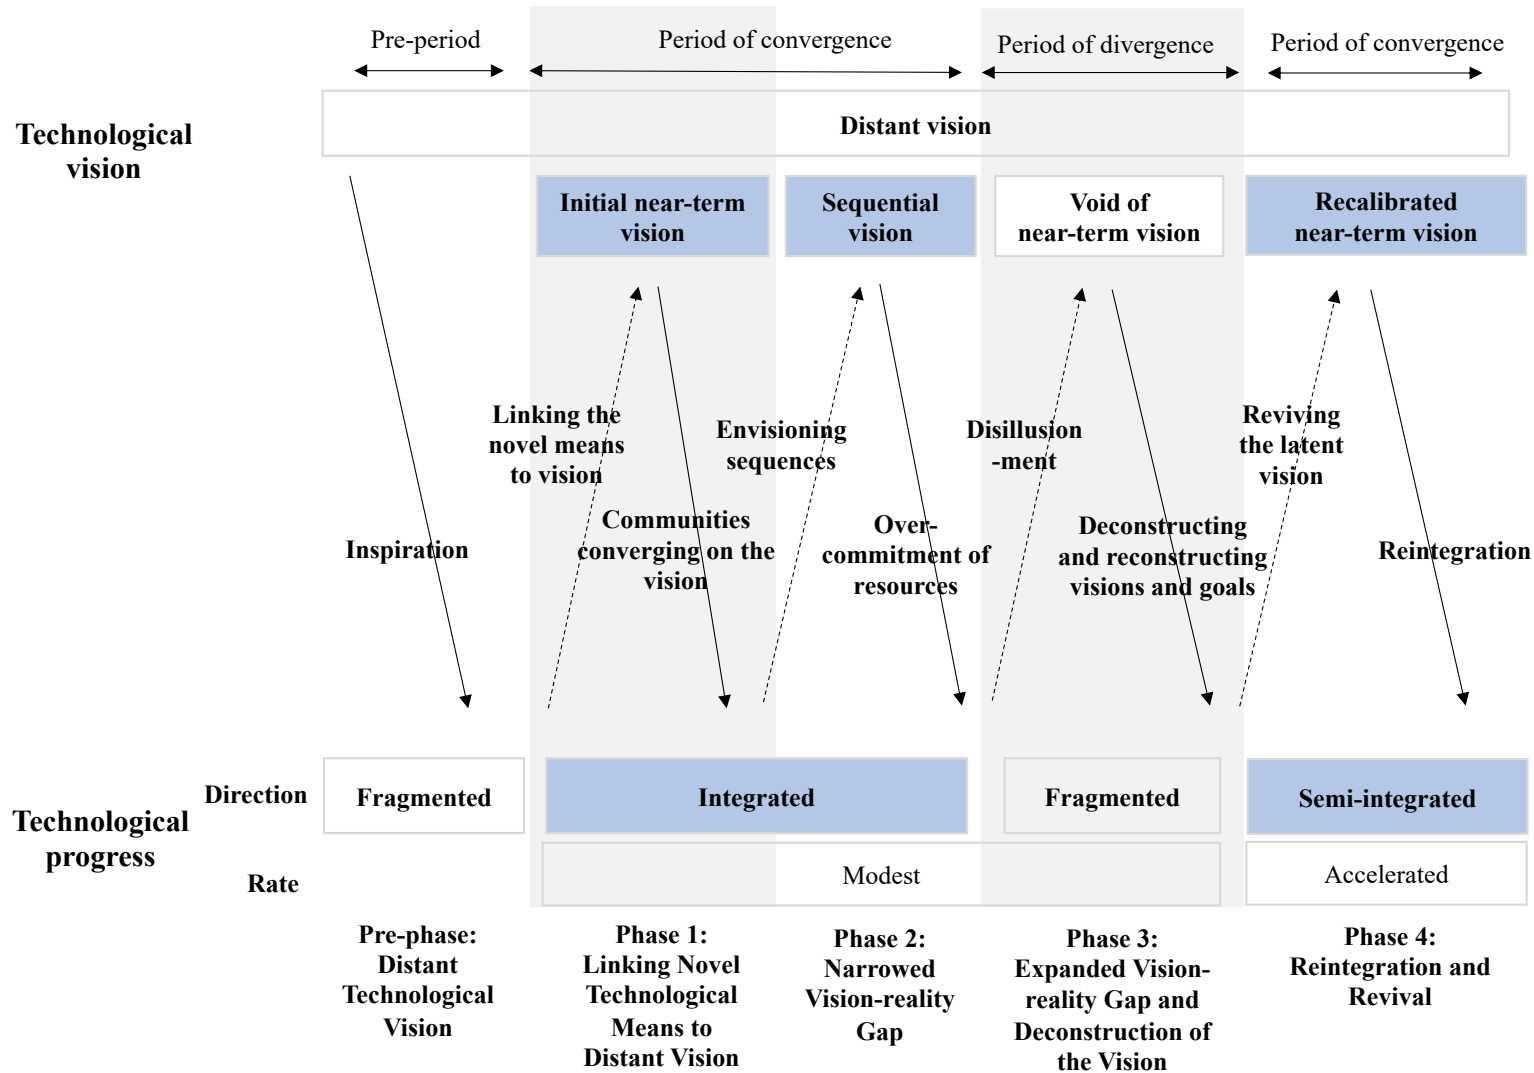 Pre-period
Period of convergence
Period of divergence
Period of convergence
Technological
vision
Distant vision
Initial near-term
vision
Sequential
vision
Void of
near-term vision
Recalibrated
near-term vision
Linking the
novel means
to vision
Envisioning
sequences
Disillusion
-ment
Reviving
the latent
vision
Inspiration
Communities
converging on the
vision
Over-
commitment of
resources
Deconstructing
and reconstructing
visions and goals
Reintegration
Technological
progress
Direction
Fragmented
Integrated
Fragmented
Semi-integrated
Rate
Modest
Accelerated
Pre-phase:
Distant
Technological
Vision
Phase 1:
Linking Novel
Technological
Means to
Distant Vision
Phase 2:
Narrowed
Vision-reality
Gap
Phase 3:
Expanded Vision-
reality Gap and
Deconstruction of
the Vision
Phase 4:
Reintegration and
Revival